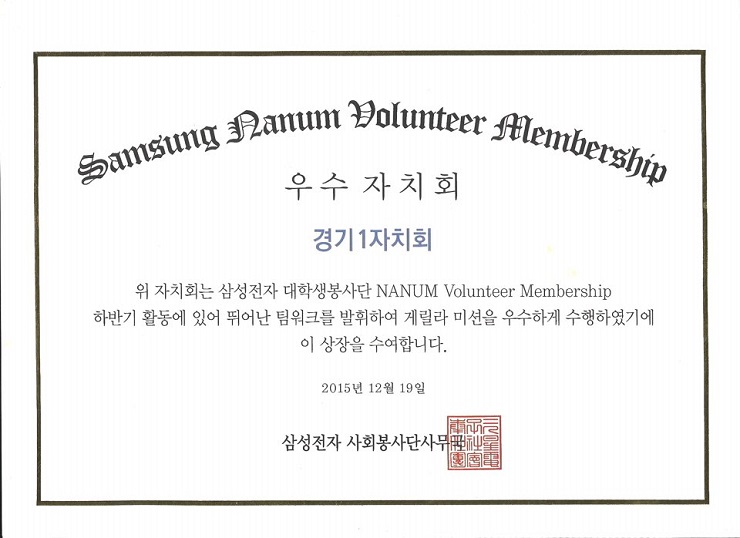 Samsung Nanum Volunteer Membership
우수 자치회
경기1자치회
위 자치회는 삼성전자 대학생봉사단 NANUM Volunteer Membership
하반기 활동에 있어 뛰어난 팀워크를 발휘하여 게릴라 미션을 우수하게 수행하였기에
이 상장을 수여합니다.
2015년 12월 19일
삼성전자 사회봉사단사무국